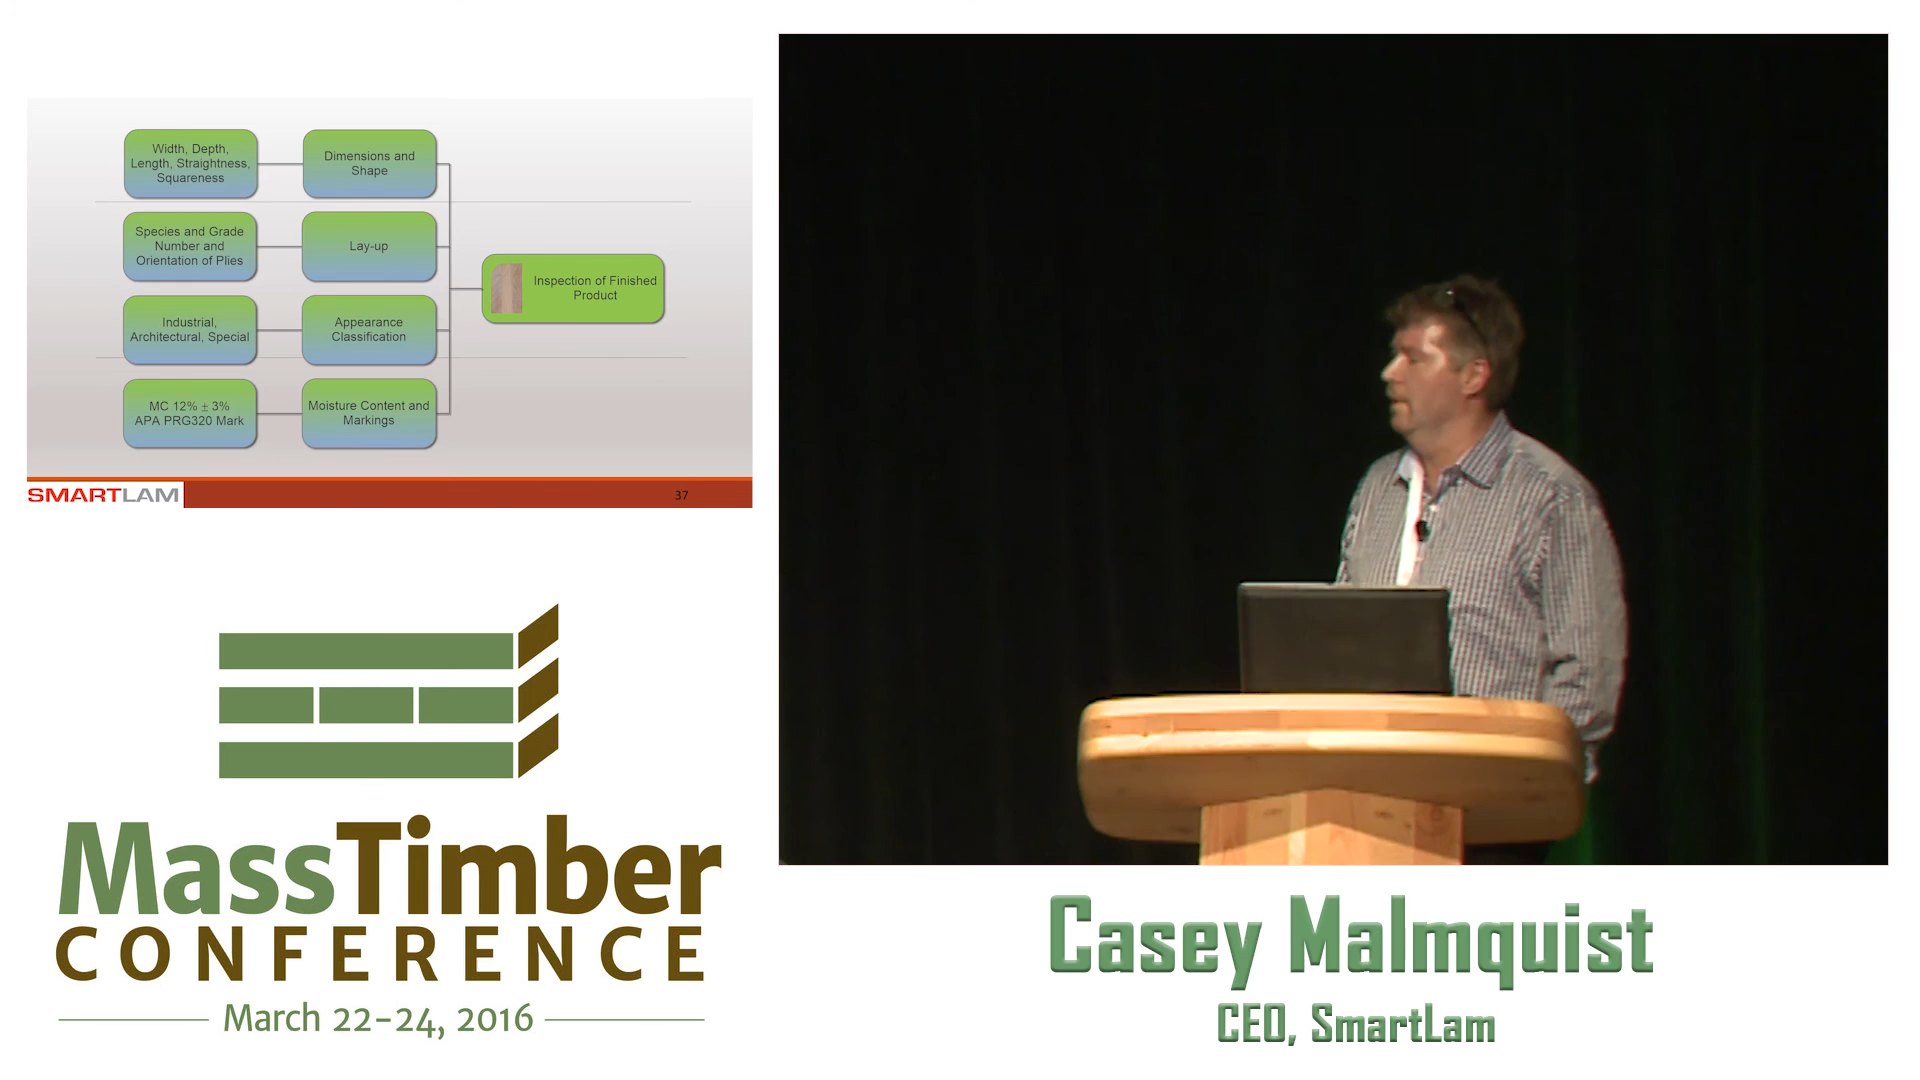 Width, Depth,
Length, Straightness,
Squareness
Dimensions and
Shape
Species and Grade
Number and
Orientation of Plies
Lay-up
Inspection of Finished
Product
Industrial,
Architectural, Special
Appearance
Classification
MC 12% ± 3%
APA PRG320 Mark
Moisture Content and
Markings
SMARTLAM
37
MassTimber
CONFERENCE
March 22-24, 2016
Casey Malmquist
CEO, SmartLam